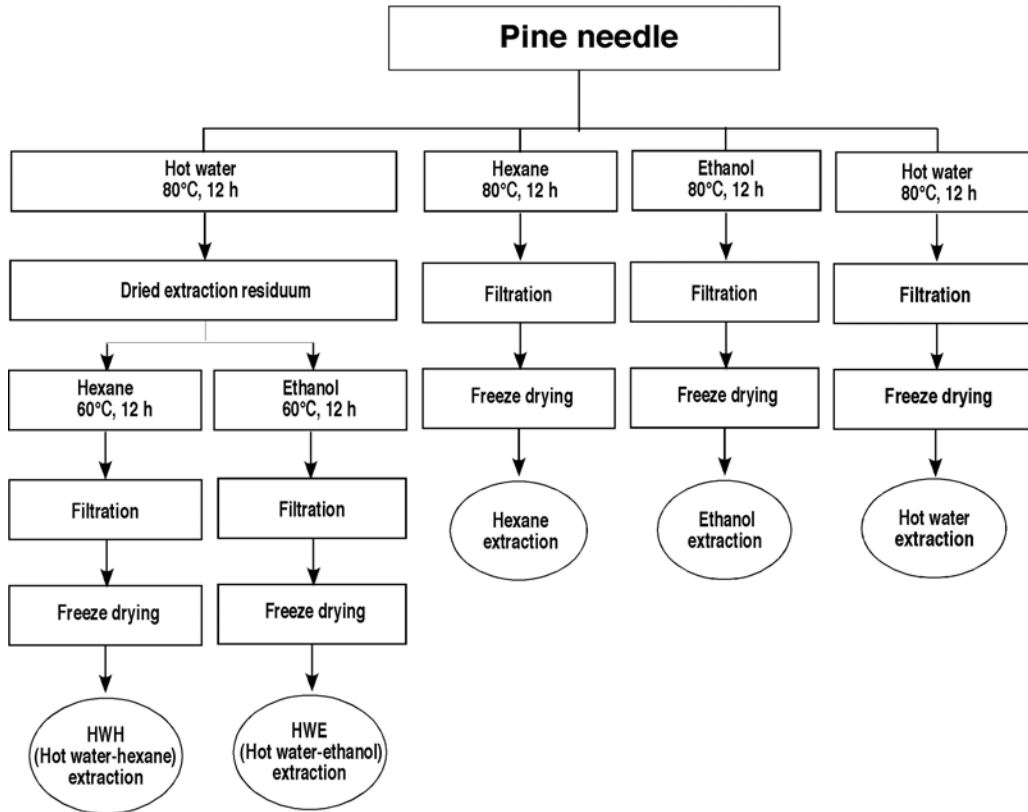 Pine needle
Hot water
80°C, 12 h
Hexane
80°C, 12 h
Ethanol
80°C, 12 h
Hot water
80°C, 12 h
Dried extraction residuum
Filtration
Filtration
Filtration
Hexane
60°C, 12 h
Ethanol
60°C, 12 h
Freeze drying
Freeze drying
Freeze drying
Filtration
Filtration
Hexane
extraction
Ethanol
extraction
Hot water
extraction
Freeze drying
Freeze drying
HWH
(Hot water-hexane)
extraction
HWE
(Hot water-ethanol)
extraction